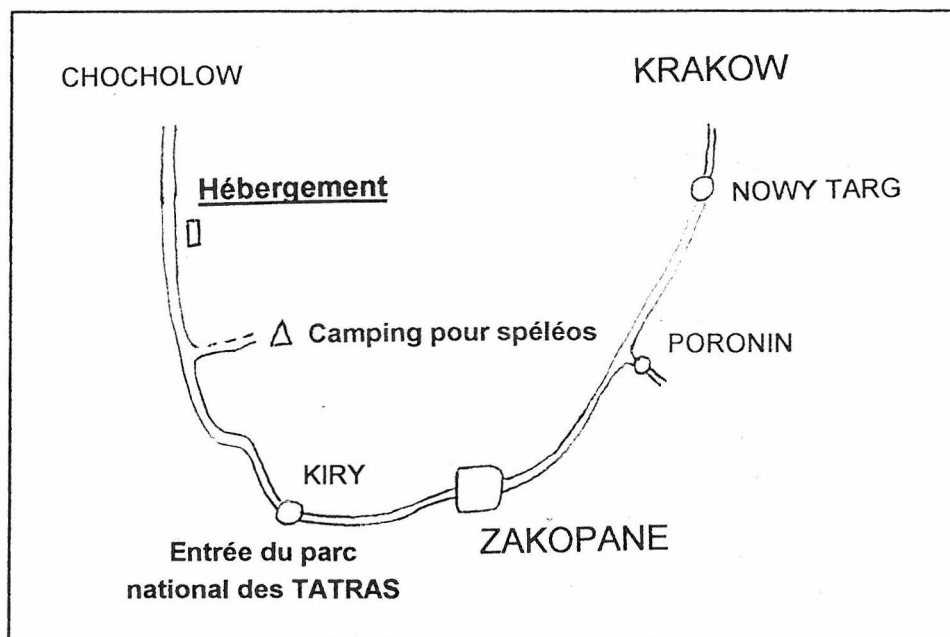 CHOCHOLOW
KRAKOW
Hébergement
NOWY TARG
Camping pour spéléos
PORONIN
KIRY
ZAKOPANE
Entrée du parc
national des TATRAS